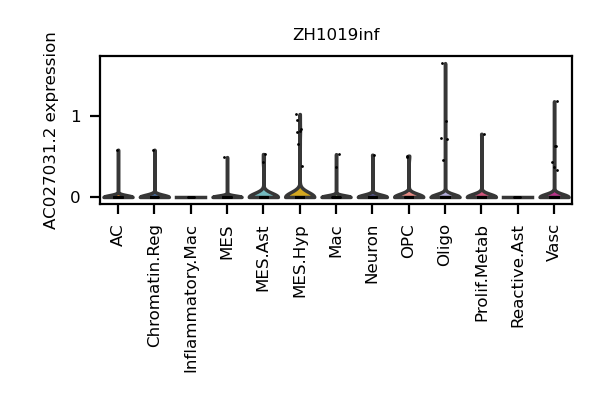 ZH1019inf
AC027031.2 expression
1
0
AC
Chromatin.Reg
Inflammatory.Mac
MES
MES.Ast
MES.Hyp
Mac
Neuron
OPC
Oligo
Prolif.Metab
Reactive.Ast
Vasc